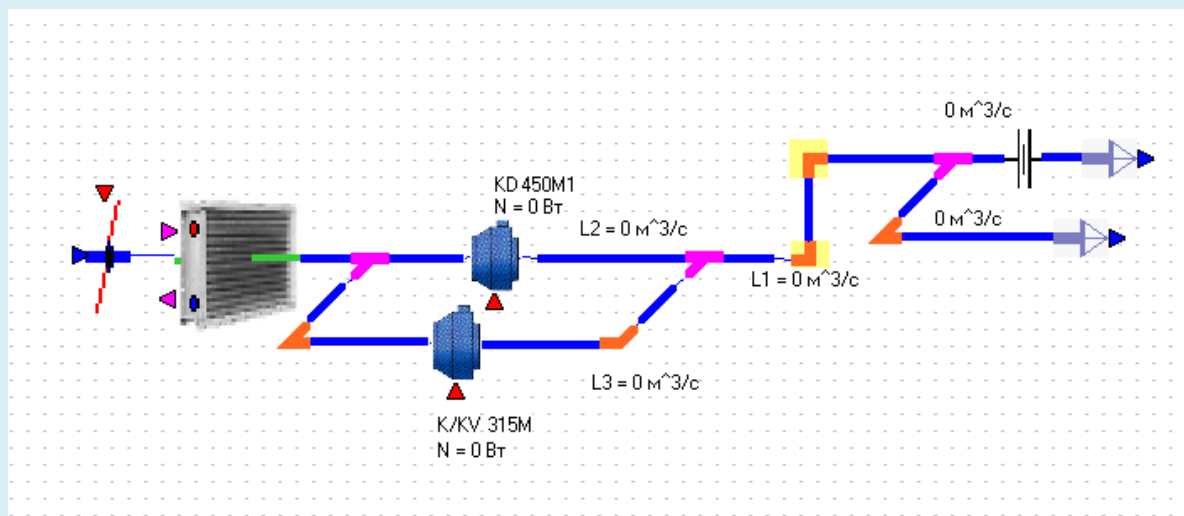 0 м^3/с
KD 450M1
N = 0 Вт
L2 = 0 м^3/с
0 м^3/с
L1 = 0 м^3/с
L3 = 0 м^3/с
K/KV 315M
N = 0 Вт